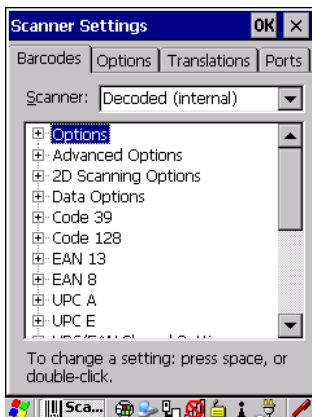 Scanner Settings OK
Barcodes Options Translations Ports
Scanner: Decoded (internal)
Options
Advanced Options
2D Scanning Options
Data Options
Code 39
Code 128
EAN 13
EAN 8
UPC A
UPC E
To change a setting: press space, or
double-click.
Sca...